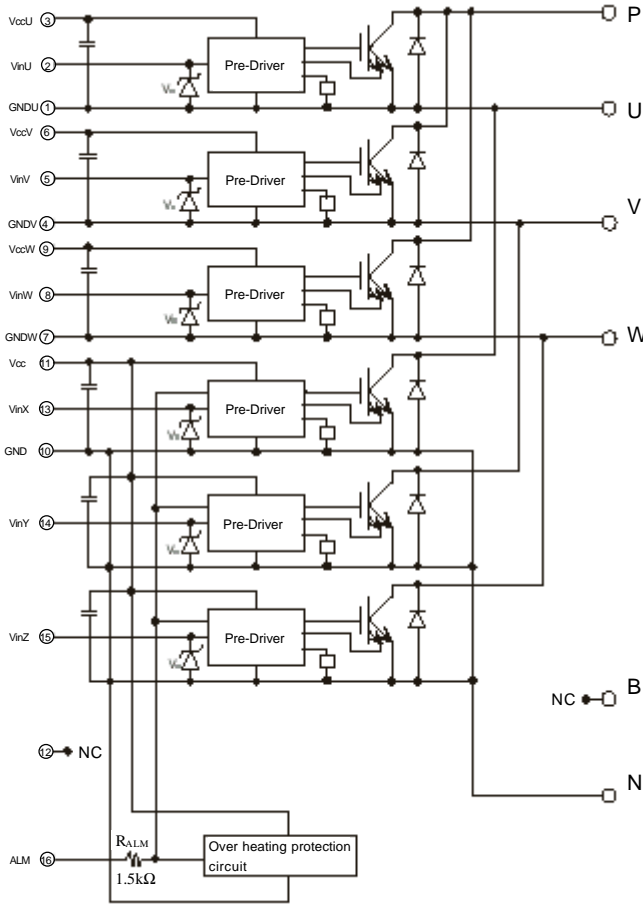 P
VccU 3
VinU 2
Pre-Driver
GNDU 1
U
VccV 6
VinV 5
Pre-Driver
GNDV 4
V
VccW 9
VinW 8
Pre-Driver
GNDW 7
W
Vcc 11
VinX 13
Pre-Driver
GND 10
VinY 14
Pre-Driver
VinZ 15
Pre-Driver
NC B
12 NC
N
RALM
ALM 16
1.5kΩ
Over heating protection
circuit